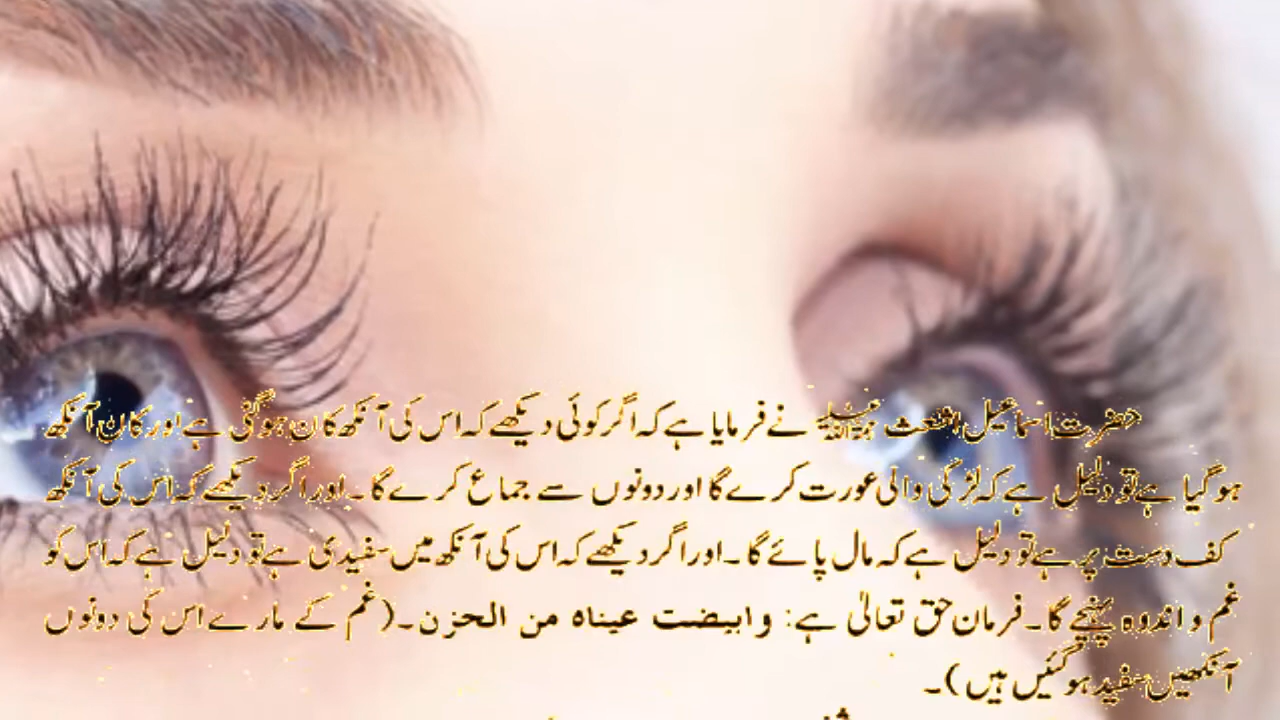 حضرت اسماعیل اشعث رحمۃ اللہ علیہ نے فرمایا ہے کہ اگر کوئی دیکھے کہ اس کی آنکھ کان ہو گئی ہے اور کان آنکھ
ہو گیا ہے تو دلیل ہے کہ لڑکی والی عورت کرے گا اور دونوں سے جماع کرے گا۔ اور اگر دیکھے کہ اس کی آنکھ
کف دست پر ہے تو دلیل ہے کہ مال پائے گا۔ اور اگر دیکھے کہ اس کی آنکھ میں سفیدی ہے تو دلیل ہے کہ اس کو
غم و اندوہ پہنچے گا۔ فرمان حق تعالیٰ ہے: وابیضت عیناہ من الحزن۔ (غم کے مارے اس کی دونوں
آنکھیں سفید ہو گئیں ہیں)۔